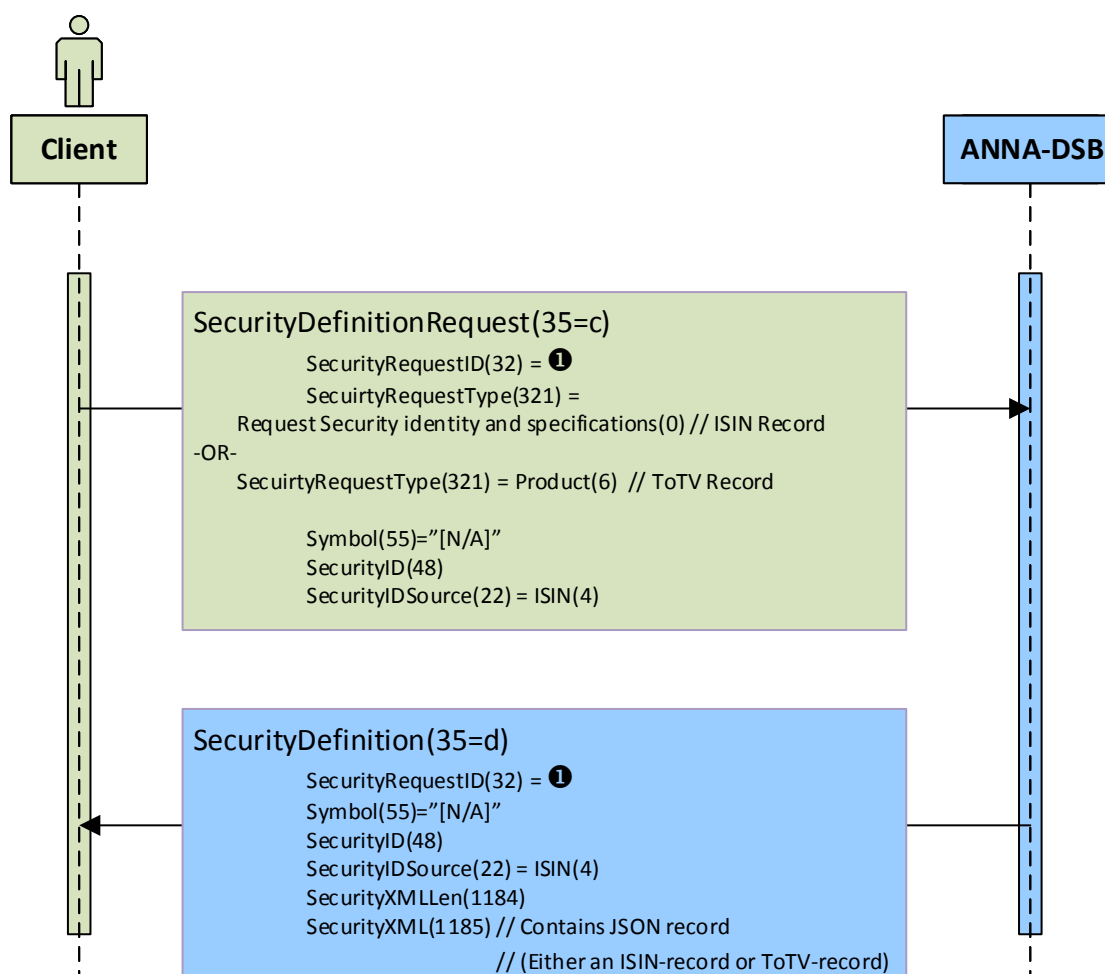 Client
ANNA-DSB
SecurityDefinitionRequest(35=c)
SecurityRequestID(32) = ❶
SecuirtyRequestType(321) =
Request Security identity and specifications(0) // ISIN Record
-OR-
SecuirtyRequestType(321) = Product(6) // ToTV Record
Symbol(55)=”[N/A]”
SecurityID(48)
SecurityIDSource(22) = ISIN(4)
SecurityDefinition(35=d)
SecurityRequestID(32) = ❶
Symbol(55)=”[N/A]”
SecurityID(48)
SecurityIDSource(22) = ISIN(4)
SecurityXMLLen(1184)
SecurityXML(1185) // Contains JSON record
// (Either an ISIN-record or ToTV-record)